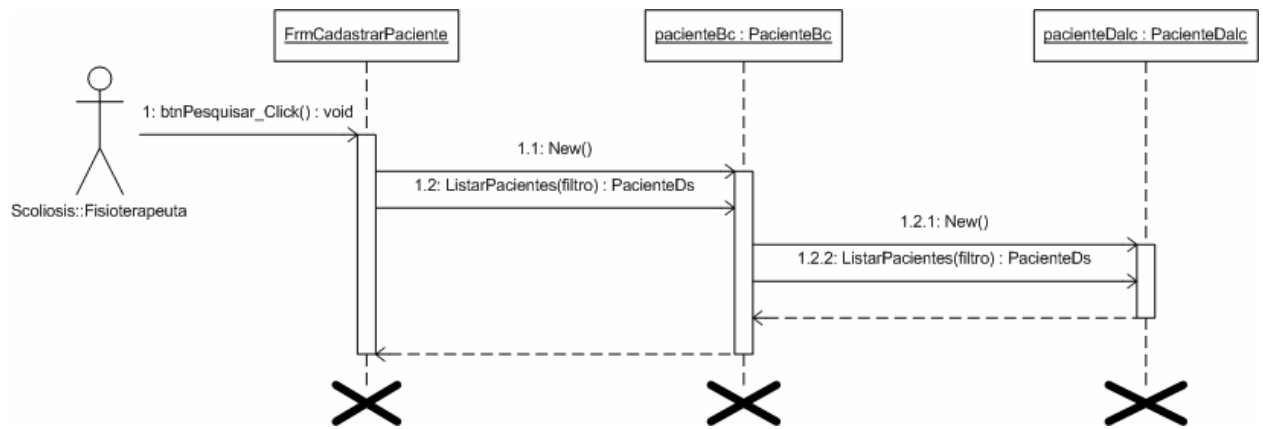 FrmCadastrarPaciente
pacienteBc : PacienteBc
pacienteDalc : PacienteDalc
1: btnPesquisar_Click() : void
1.1: New()
1.2: ListarPacientes(filtro) : PacienteDs
Scoliosis::Fisioterapeuta
1.2.1: New()
1.2.2: ListarPacientes(filtro) : PacienteDs